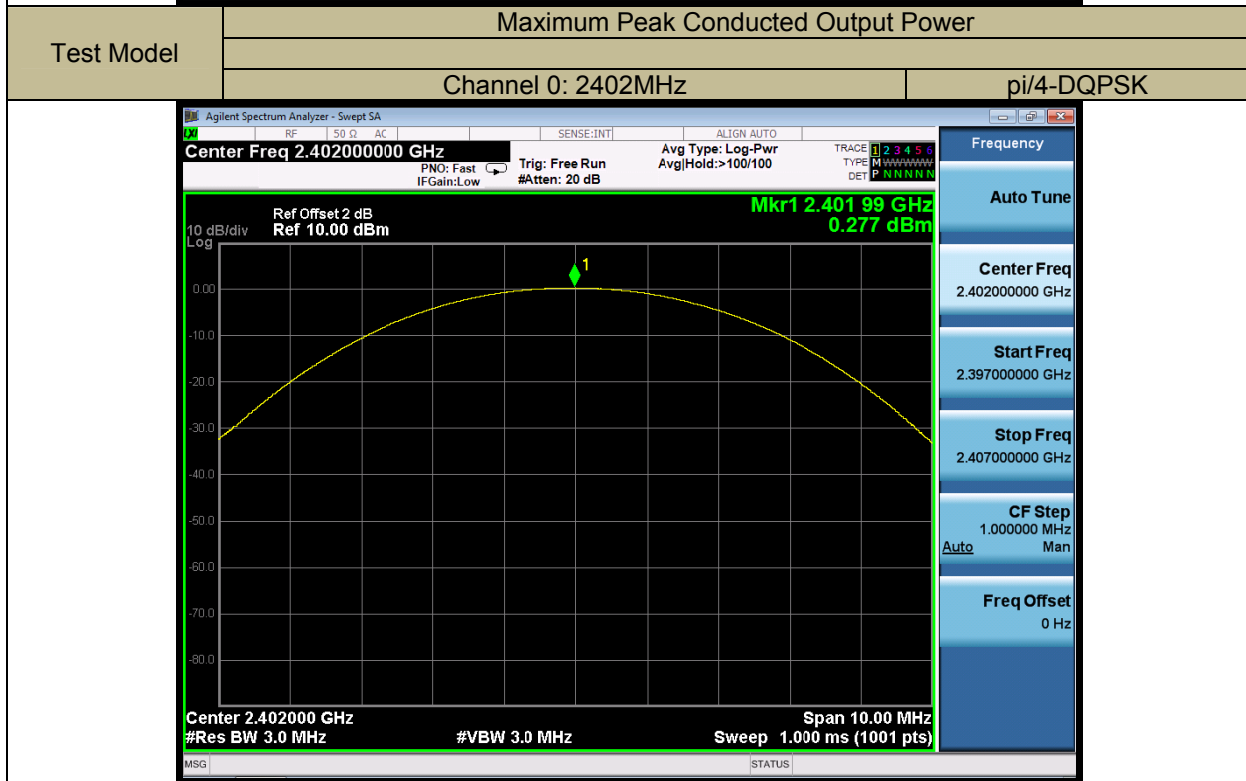 Test Model
Maximum Peak Conducted Output Power
Channel 0: 2402MHz
pi/4-DQPSK
Agilent Spectrum Analyzer - Swept SA
LXI RF 50 Ω AC SENSE:INT ALIGN AUTO
Center Freq 2.402000000 GHz
PNO: Fast
IFGain:Low
Trig: Free Run
#Atten: 20 dB
Avg Type: Log-Pwr
Avg|Hold:>100/100
TRACE 1 2 3 4 5 6
TYPE M WWWWW
DET P N N N N N
Mkr1 2.401 99 GHz
0.277 dBm
Ref Offset 2 dB
10 dB/div Ref 10.00 dBm
Log
1
0.00
-10.0
-20.0
-30.0
-40.0
-50.0
-60.0
-70.0
-80.0
Center 2.402000 GHz Span 10.00 MHz
#Res BW 3.0 MHz #VBW 3.0 MHz Sweep 1.000 ms (1001 pts)
MSG STATUS
Frequency
Auto Tune
Center Freq
2.402000000 GHz
Start Freq
2.397000000 GHz
Stop Freq
2.407000000 GHz
CF Step
1.000000 MHz
Auto Man
Freq Offset
0 Hz